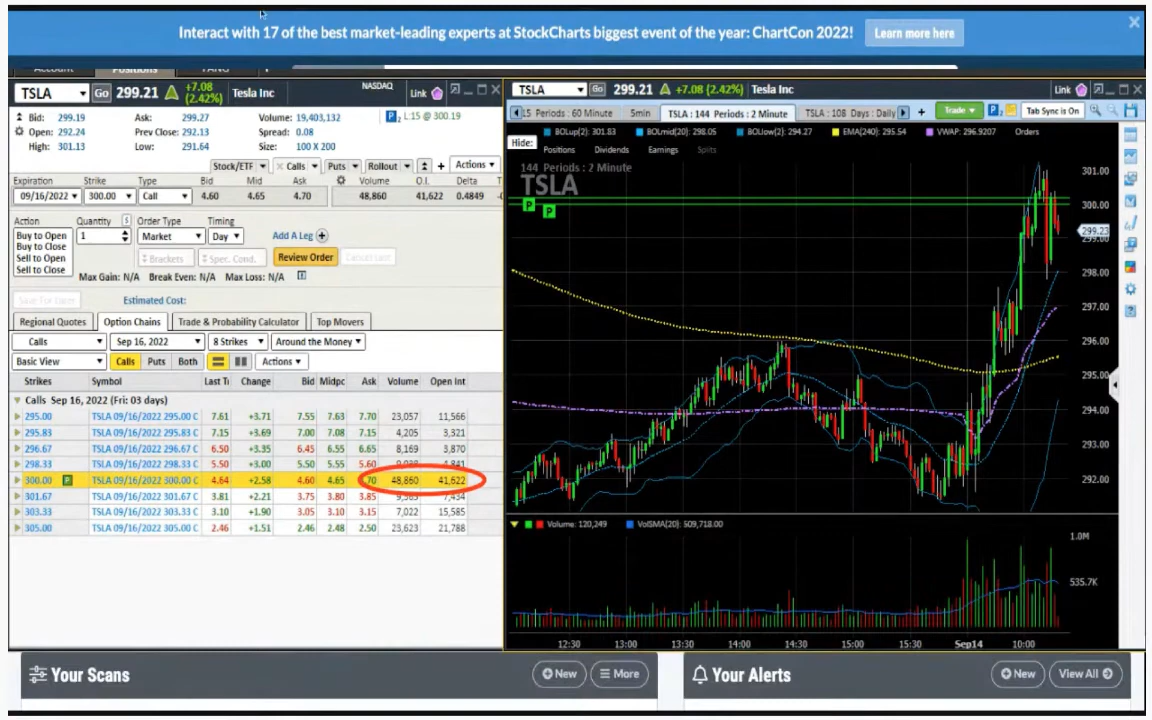 Interact with 17 of the best market-leading experts at StockCharts biggest event of the year: ChartCon 2022! Learn more here
Account Positions
TSLA Go 299.21 +7.08 (2.42%) Tesla Inc NASDAQ Link
Bid: 299.19 Ask: 299.27 Volume: 19,403,132 P 2 L:15 @ 300.19
Open: 292.24 Prev Close: 292.13 Spread: 0.08
High: 301.13 Low: 291.64 Size: 100 X 200
Stock/ETF Calls Puts Rollout + Actions
Expiration Strike Type Bid Mid Ask Volume O.I. Delta T
09/16/2022 300.00 Call 4.60 4.65 4.70 48,860 41,622 0.4849
Action Quantity $ Order Type Timing
Buy to Open 1 Market Day Add A Leg
Buy to Close
Sell to Open Brackets Spec. Cond. Review Order Cancel Last
Sell to Close
Max Gain: N/A Break Even: N/A Max Loss: N/A
Save For Later Estimated Cost:
Regional Quotes Option Chains Trade & Probability Calculator Top Movers
Calls Sep 16, 2022 8 Strikes Around the Money
Basic View Calls Puts Both Actions
Strikes Symbol Last Ti Change Bid Midpc Ask Volume Open Int
Calls Sep 16, 2022 (Fri: 03 days)
295.00 TSLA 09/16/2022 295.00 C 7.61 +3.71 7.55 7.63 7.70 23,057 11,566
295.83 TSLA 09/16/2022 295.83 C 7.15 +3.69 7.00 7.08 7.15 4,205 3,321
296.67 TSLA 09/16/2022 296.67 C 6.50 +3.35 6.45 6.55 6.65 8,169 3,870
298.33 TSLA 09/16/2022 298.33 C 5.50 +3.00 5.50 5.55 5.60
300.00 P TSLA 09/16/2022 300.00 C 4.64 +2.58 4.60 4.65 70 48,860 41,622
301.67 TSLA 09/16/2022 301.67 C 3.81 +2.21 3.75 3.80 3.85
303.33 TSLA 09/16/2022 303.33 C 3.10 +1.90 3.05 3.10 3.15 7,022 15,585
305.00 TSLA 09/16/2022 305.00 C 2.46 +1.51 2.46 2.48 2.50 23,623 21,788
TSLA Go 299.21 +7.08 (2.42%) Tesla Inc Link
15 Periods : 60 Minute 5min TSLA : 144 Periods : 2 Minute TSLA : 108 Days : Daily + Trade P 2 Tab Sync is On
Hide: BOLup(2): 301.83 BOLmid(20): 298.05 BOLlow(2): 294.27 EMA(240): 295.54 VWAP: 296.9207 Orders
Positions Dividends Earnings Splits
144 Periods : 2 Minute
TSLA
P P
301.00
300.00
299.23
299.00
298.00
297.00
296.00
295.00
294.00
293.00
292.00
Volume: 120,249 VolSMA(20): 509,718.00
1.0M
535.7K
12:30 13:00 13:30 14:00 14:30 15:00 15:30 Sep14 10:00
Your Scans New More
Your Alerts New View All